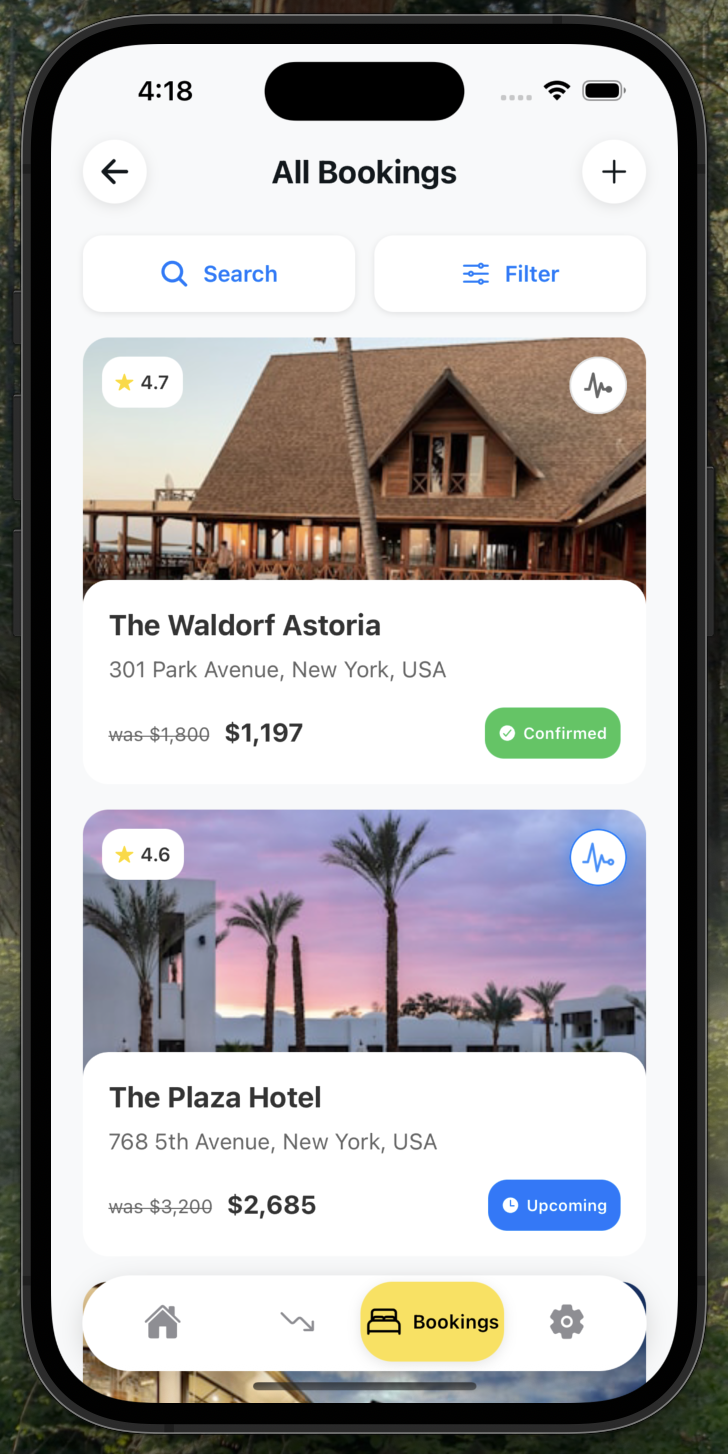 4:18
All Bookings
Search
Filter
4.7
The Waldorf Astoria
301 Park Avenue, New York, USA
was $1,800 $1,197
Confirmed
4.6
The Plaza Hotel
768 5th Avenue, New York, USA
was $3,200 $2,685
Upcoming
Bookings